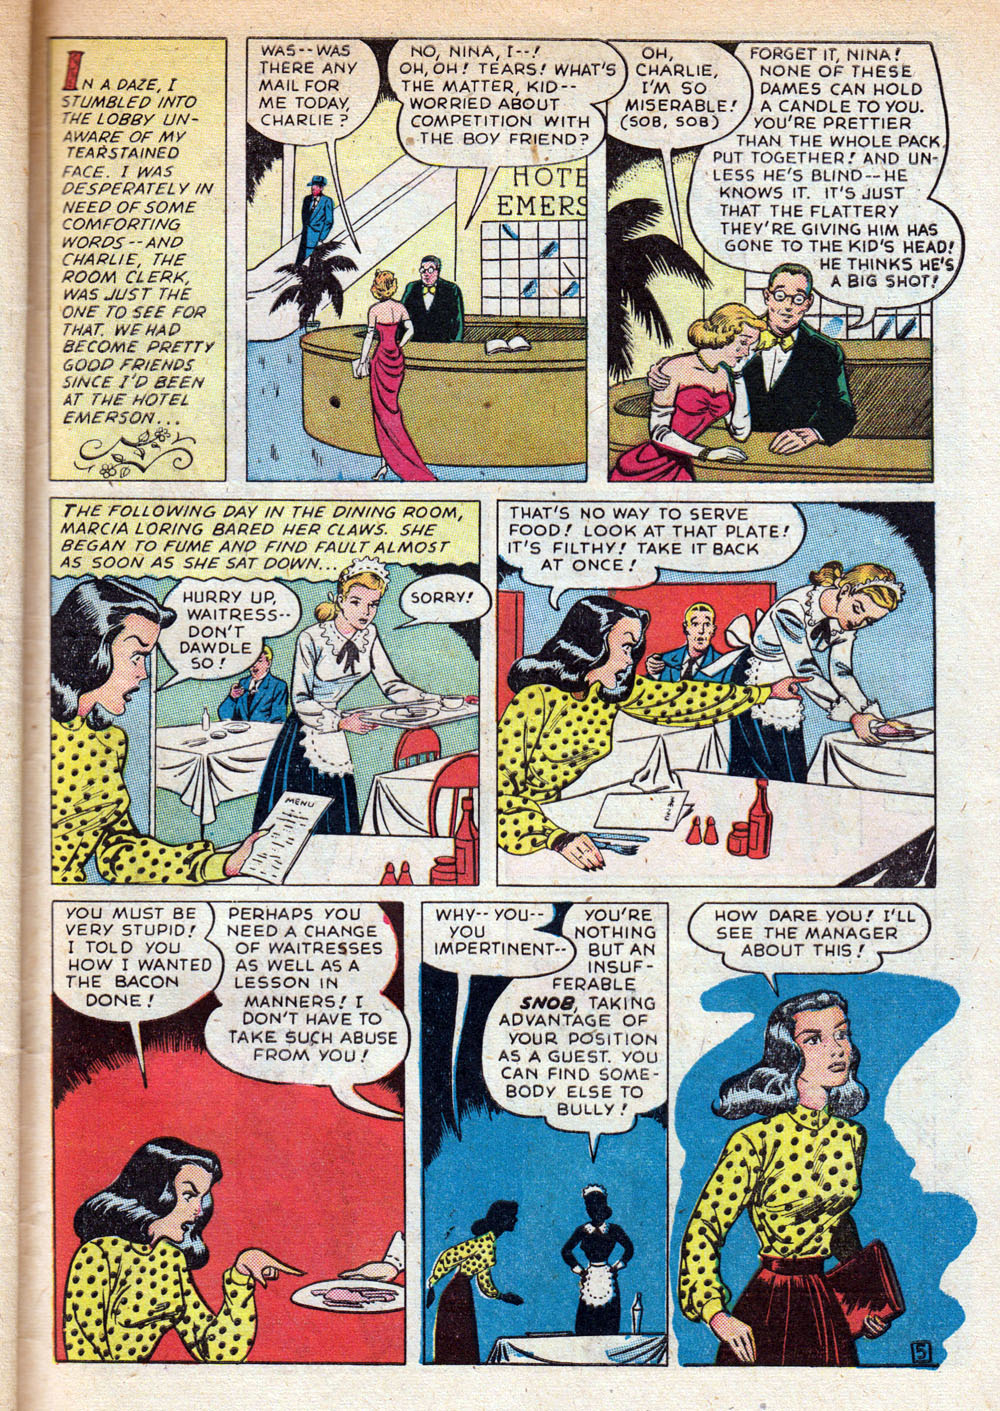 IN A DAZE, I
STUMBLED INTO
THE LOBBY UN-
AWARE OF MY
TEARSTAINED
FACE. I WAS
DESPERATELY IN
NEED OF SOME
COMFORTING
WORDS--AND
CHARLIE, THE
ROOM CLERK,
WAS JUST THE
ONE TO SEE FOR
THAT. WE HAD
BECOME PRETTY
GOOD FRIENDS
SINCE I'D BEEN
AT THE HOTEL
EMERSON...
WAS--WAS
THERE ANY
MAIL FOR
ME TODAY,
CHARLIE?
NO, NINA, I--!
OH, OH! TEARS! WHAT'S
THE MATTER, KID--
WORRIED ABOUT
COMPETITION WITH
THE BOY FRIEND?
HOTE
EMERS
OH,
CHARLIE,
I'M SO
MISERABLE!
(SOB, SOB)
FORGET IT, NINA!
NONE OF THESE
DAMES CAN HOLD
A CANDLE TO YOU.
YOU'RE PRETTIER
THAN THE WHOLE PACK
PUT TOGETHER! AND UN-
LESS HE'S BLIND--HE
KNOWS IT. IT'S JUST
THAT THE FLATTERY
THEY'RE GIVING HIM HAS
GONE TO THE KID'S HEAD!
HE THINKS HE'S
A BIG SHOT!
THE FOLLOWING DAY IN THE DINING ROOM,
MARCIA LORING BARED HER CLAWS. SHE
BEGAN TO FUME AND FIND FAULT ALMOST
AS SOON AS SHE SAT DOWN...
HURRY UP,
WAITRESS--
DON'T
DAWDLE
SO!
SORRY!
MENU
THAT'S NO WAY TO SERVE
FOOD! LOOK AT THAT PLATE!
IT'S FILTHY! TAKE IT BACK
AT ONCE!
MENU
YOU MUST BE
VERY STUPID!
I TOLD YOU
HOW I WANTED
THE BACON
DONE!
PERHAPS YOU
NEED A CHANGE
OF WAITRESSES
AS WELL AS A
LESSON IN
MANNERS! I
DON'T HAVE TO
TAKE SUCH ABUSE
FROM YOU!
WHY--YOU--
YOU
IMPERTINENT--
YOU'RE
NOTHING
BUT AN
INSUF-
FERABLE
SNOB, TAKING
ADVANTAGE OF
YOUR POSITION
AS A GUEST. YOU
CAN FIND SOME-
BODY ELSE TO
BULLY!
HOW DARE YOU! I'LL
SEE THE MANAGER
ABOUT THIS!
5